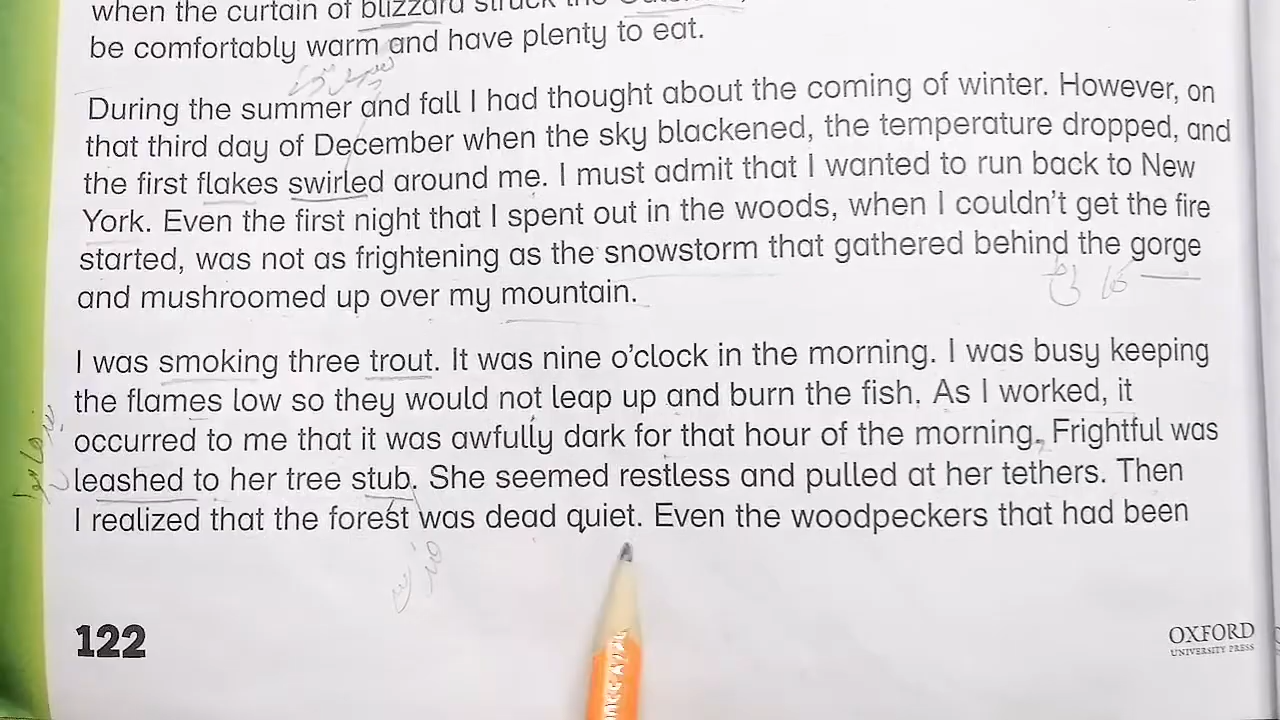 when the curtain of blizzard struck the
be comfortably warm and have plenty to eat.
During the summer and fall I had thought about the coming of winter. However, on
that third day of December when the sky blackened, the temperature dropped, and
the first flakes swirled around me. I must admit that I wanted to run back to New
York. Even the first night that I spent out in the woods, when I couldn't get the fire
started, was not as frightening as the snowstorm that gathered behind the gorge
and mushroomed up over my mountain.
I was smoking three trout. It was nine o'clock in the morning. I was busy keeping
the flames low so they would not leap up and burn the fish. As I worked, it
occurred to me that it was awfully dark for that hour of the morning. Frightful was
leashed to her tree stub. She seemed restless and pulled at her tethers. Then
I realized that the forest was dead quiet. Even the woodpeckers that had been
122
OXFORD
UNIVERSITY PRESS